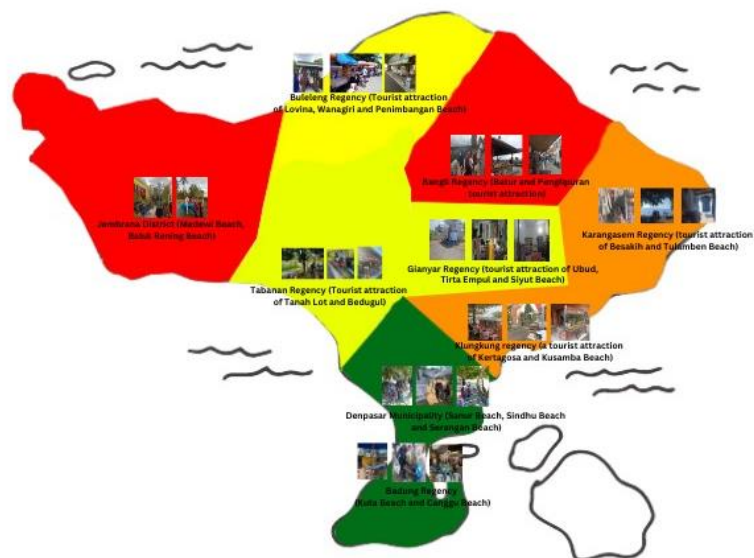 Buleleng Regency (Tourist attraction
of Lovina, Wanagiri and Penimbangan Beach)
Bangli Regency (Batur and Penglipuran
tourist attraction)
Jembrana District (Medewi Beach,
Baluk Rening Beach)
Karangasem Regency (tourist attraction
of Besakih and Tulamben Beach)
Gianyar Regency (tourist attraction of Ubud,
Tirta Empul and Siyut Beach)
Tabanan Regency (Tourist attraction
of Tanah Lot and Bedugul)
Klungkung regency (a tourist attraction
of Kertagosa and Kusamba Beach)
Denpasar Municipality (Sanur Beach, Sindhu Beach
and Serangan Beach)
Badung Regency
(Kuta Beach and Canggu Beach)